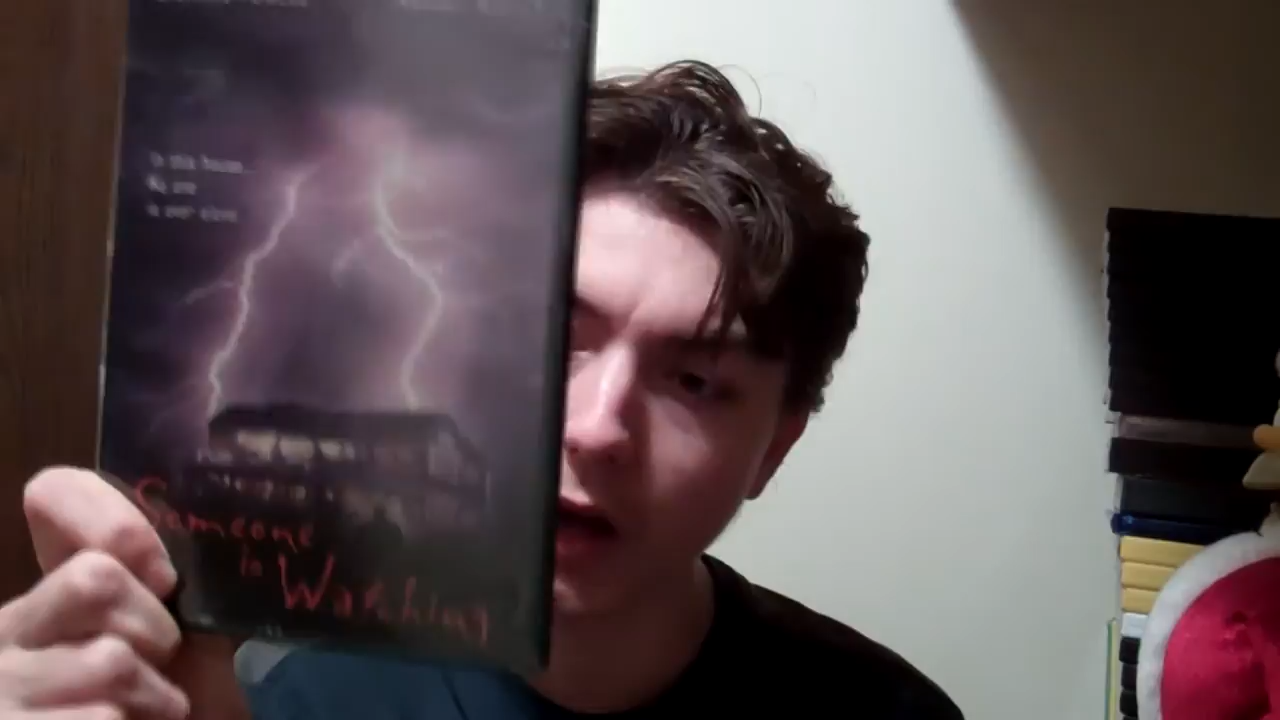 In this house...
No one
is ever alone
Someone
is Watching